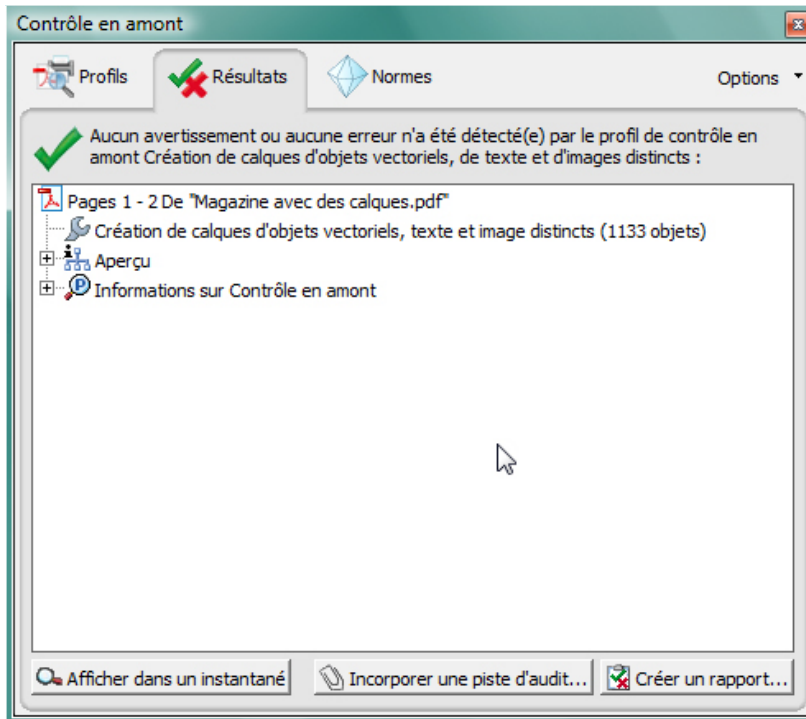 Contrôle en amont
Profils
Résultats
Normes
Options
Aucun avertissement ou aucune erreur n'a été détecté(e) par le profil de contrôle en
amont Création de calques d'objets vectoriels, de texte et d'images distincts :
Pages 1 - 2 De "Magazine avec des calques.pdf"
Création de calques d'objets vectoriels, texte et image distincts (1133 objets)
Aperçu
Informations sur Contrôle en amont
Afficher dans un instantané
Incorporer une piste d'audit...
Créer un rapport...